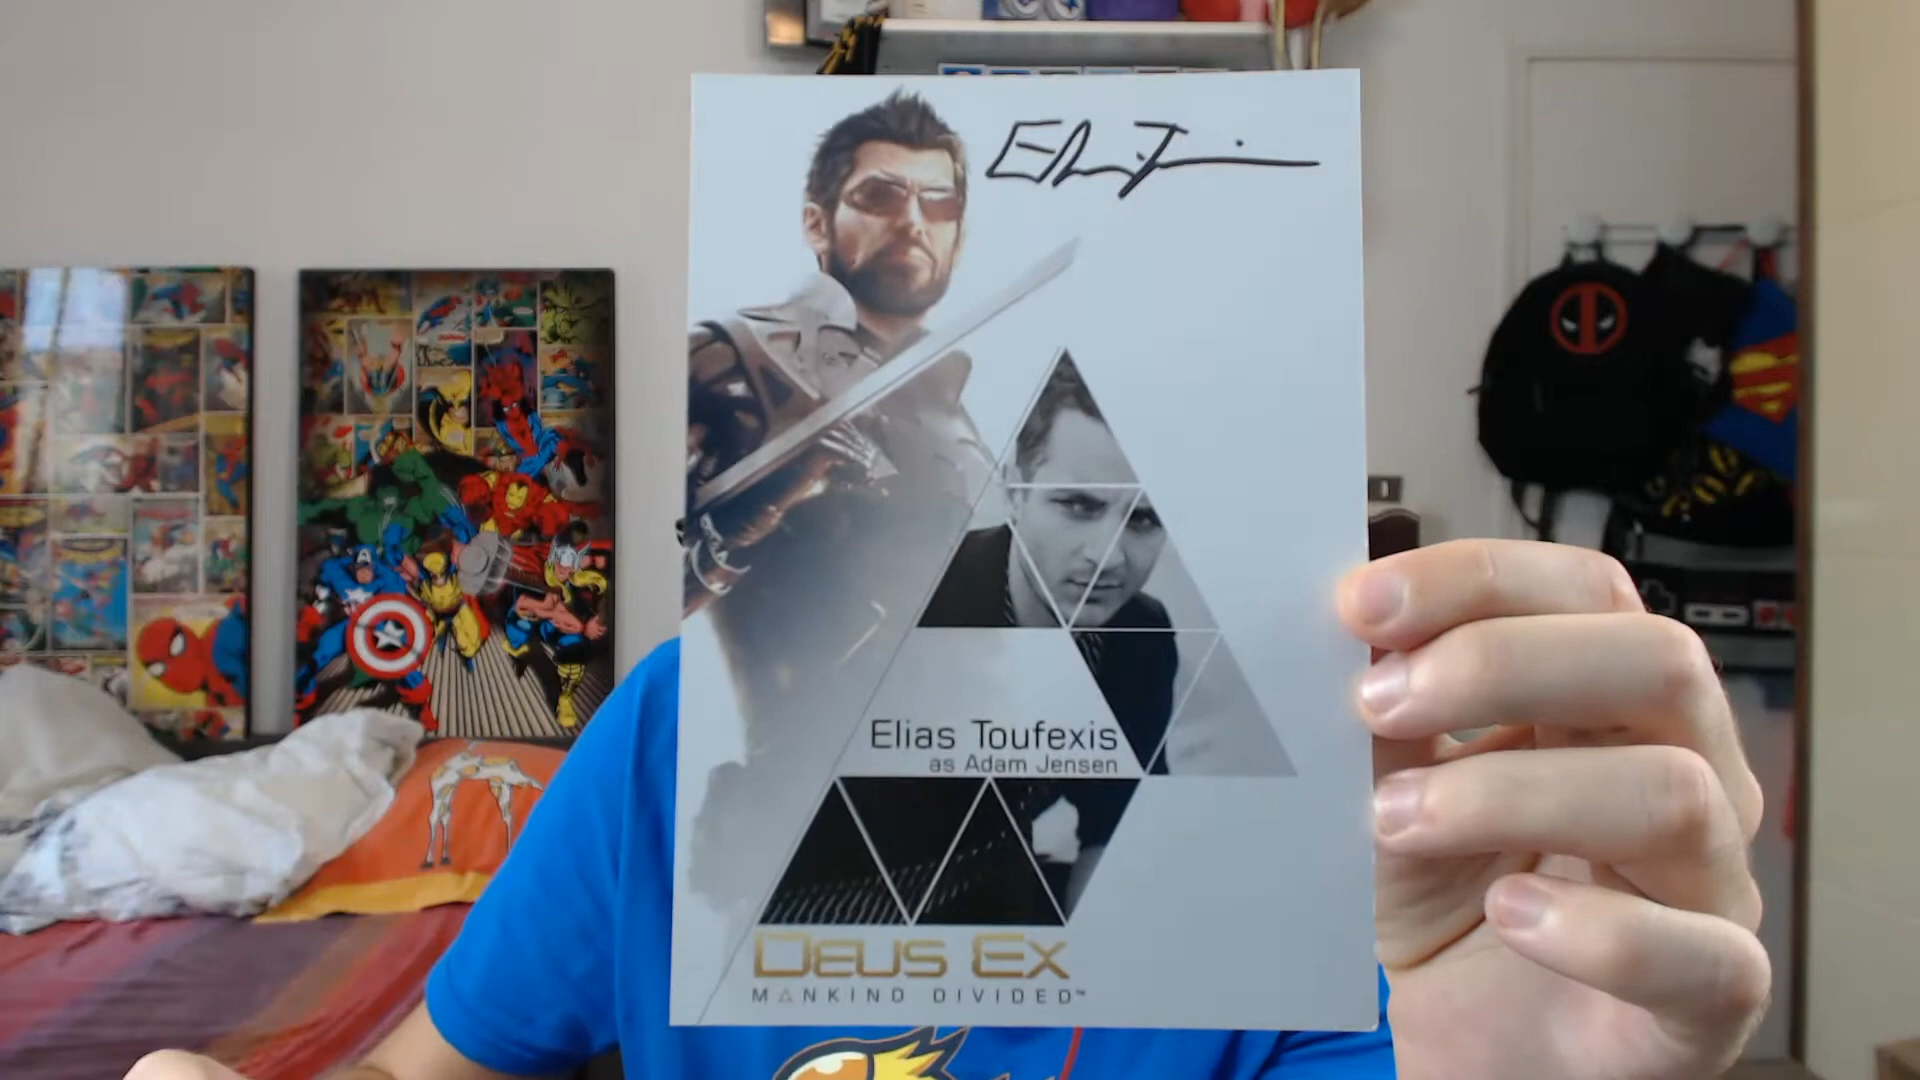 Elias Toufexis
as Adam Jensen
DEUS EX
MANKIND DIVIDED™